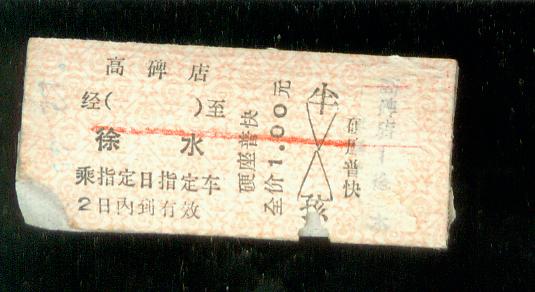 高碑店
经(    )至
徐水
乘指定日指定车
2日内到有效
硬座普快
全价1.00元
半
孩
硬座普快